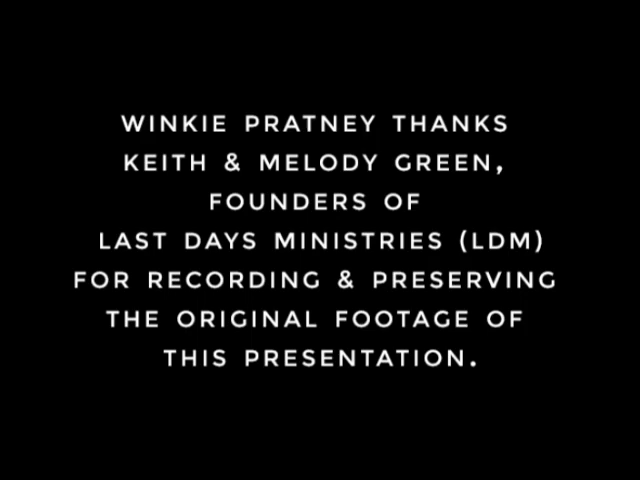 WINKIE PRATNEY THANKS
KEITH & MELODY GREEN,
FOUNDERS OF
LAST DAYS MINISTRIES (LDM)
FOR RECORDING & PRESERVING
THE ORIGINAL FOOTAGE OF
THIS PRESENTATION.